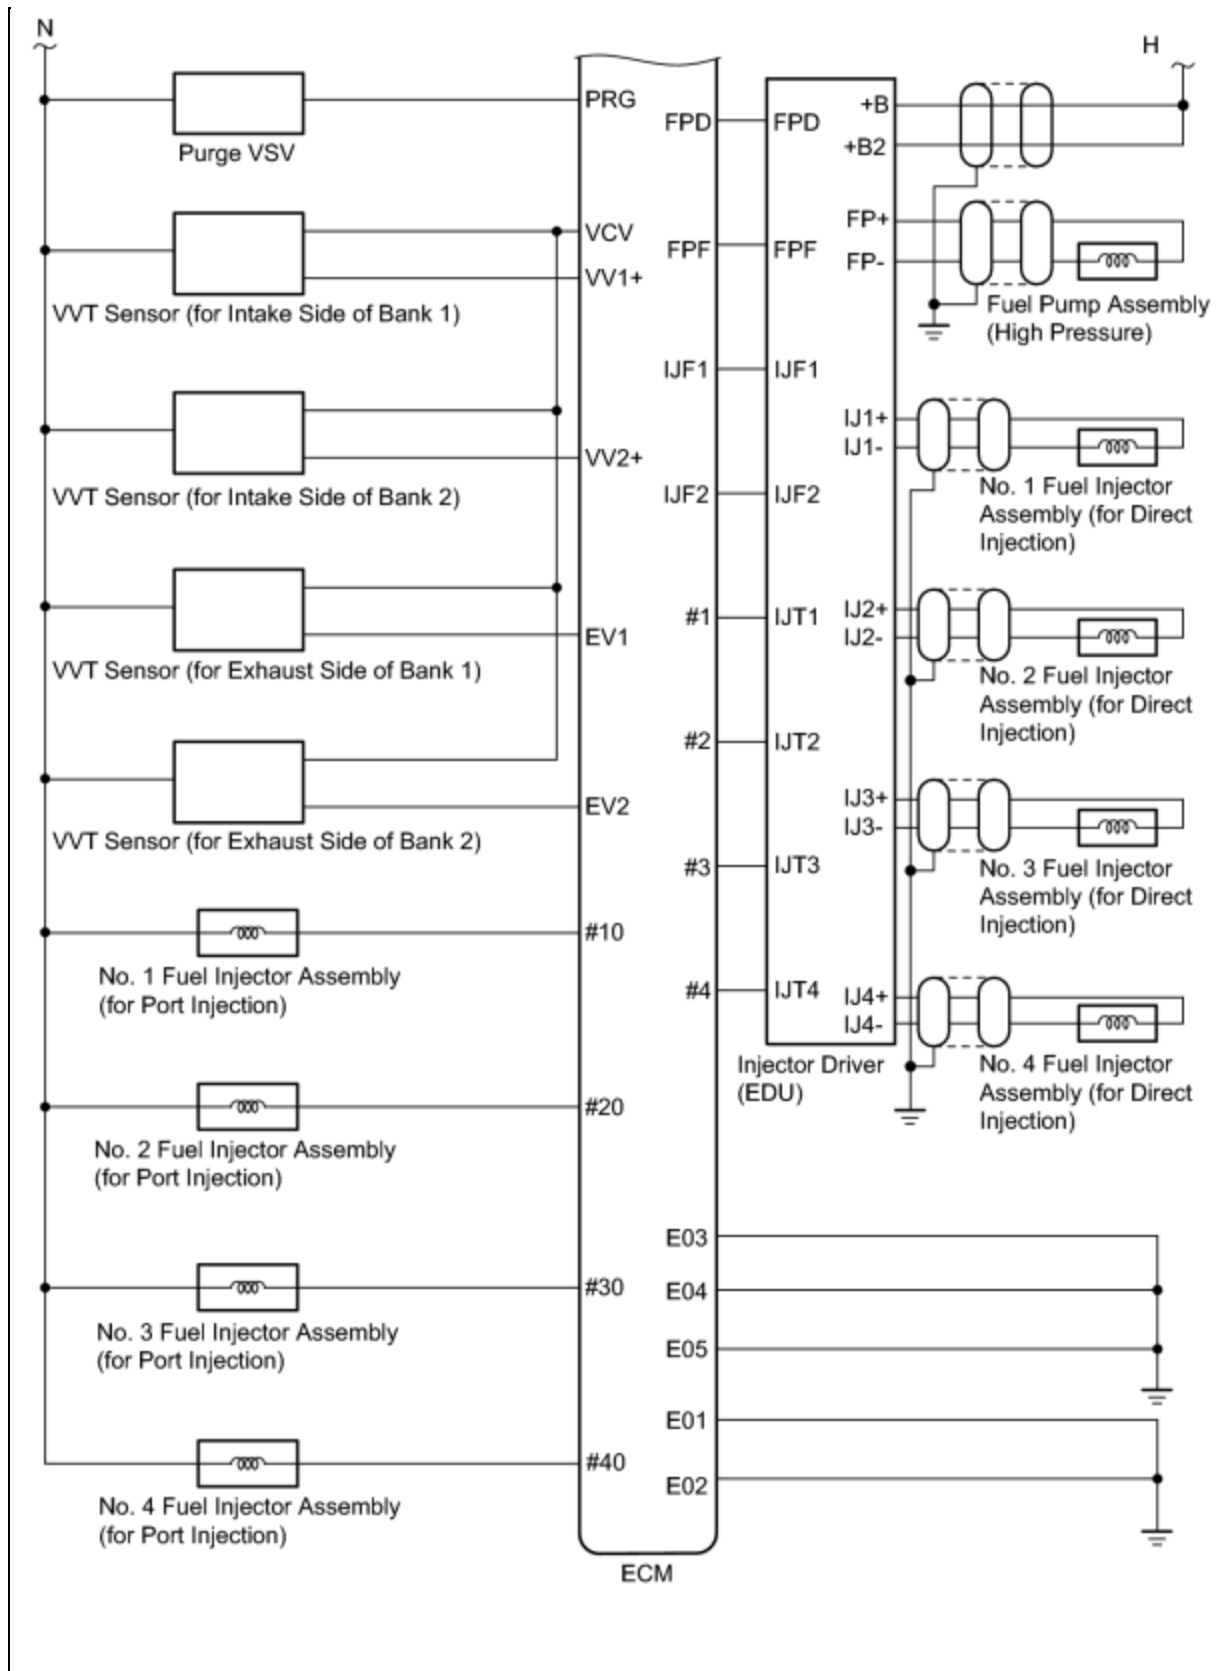 N
H
PRG
Purge VSV
VCV
VV1+
VVT Sensor (for Intake Side of Bank 1)
VV2+
VVT Sensor (for Intake Side of Bank 2)
EV1
VVT Sensor (for Exhaust Side of Bank 1)
EV2
VVT Sensor (for Exhaust Side of Bank 2)
#10
No. 1 Fuel Injector Assembly
(for Port Injection)
#20
No. 2 Fuel Injector Assembly
(for Port Injection)
#30
No. 3 Fuel Injector Assembly
(for Port Injection)
#40
No. 4 Fuel Injector Assembly
(for Port Injection)
FPD
FPF
IJF1
IJF2
#1
#2
#3
#4
E03
E04
E05
E01
E02
ECM
FPD
FPF
IJF1
IJF2
IJT1
IJT2
IJT3
IJT4
+B
+B2
FP+
FP-
IJ1+
IJ1-
IJ2+
IJ2-
IJ3+
IJ3-
IJ4+
IJ4-
Injector Driver
(EDU)
Fuel Pump Assembly
(High Pressure)
No. 1 Fuel Injector
Assembly (for Direct
Injection)
No. 2 Fuel Injector
Assembly (for Direct
Injection)
No. 3 Fuel Injector
Assembly (for Direct
Injection)
No. 4 Fuel Injector
Assembly (for Direct
Injection)